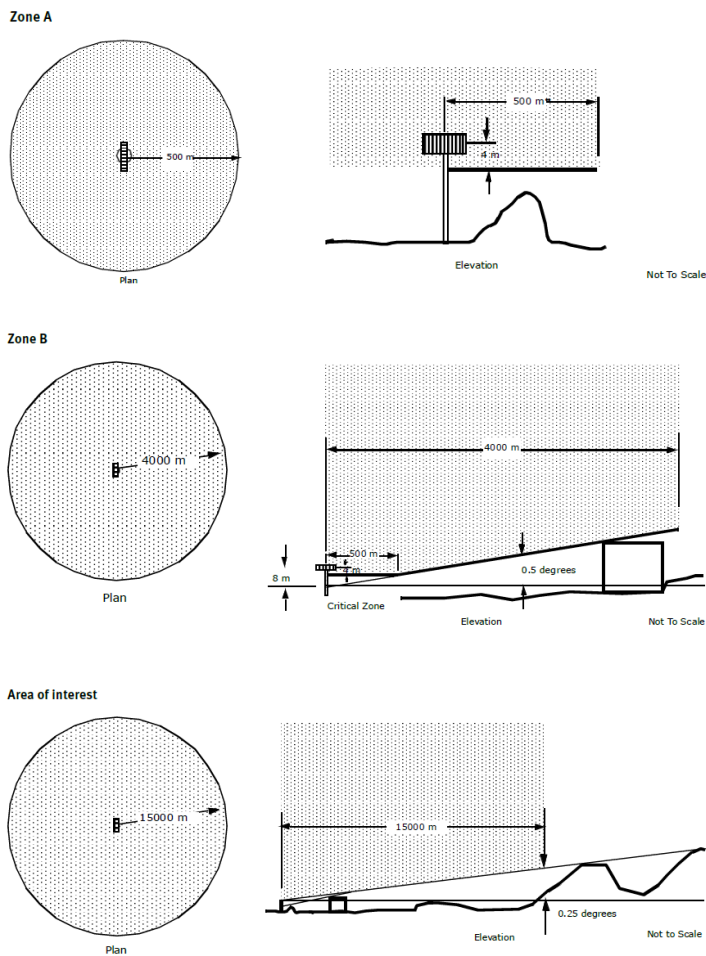 Zone A
500 m
500 m
4 m
Plan
Elevation
Not To Scale
Zone B
4000 m
4000 m
500 m
4 m
8 m
0.5 degrees
Critical Zone
Plan
Elevation
Not To Scale
Area of interest
15000 m
15000 m
0.25 degrees
Plan
Elevation
Not to Scale